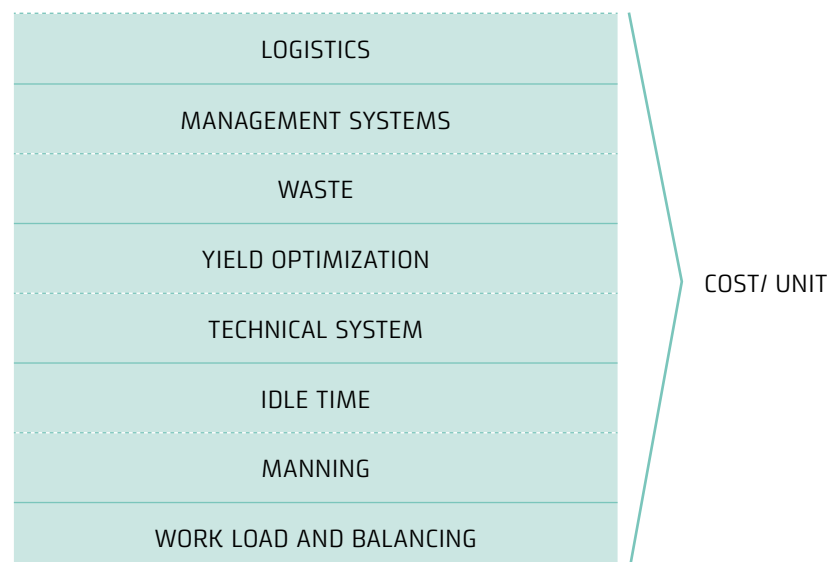 LOGISTICS
MANAGEMENT SYSTEMS
WASTE
YIELD OPTIMIZATION
TECHNICAL SYSTEM
IDLE TIME
MANNING
WORK LOAD AND BALANCING
COST/ UNIT